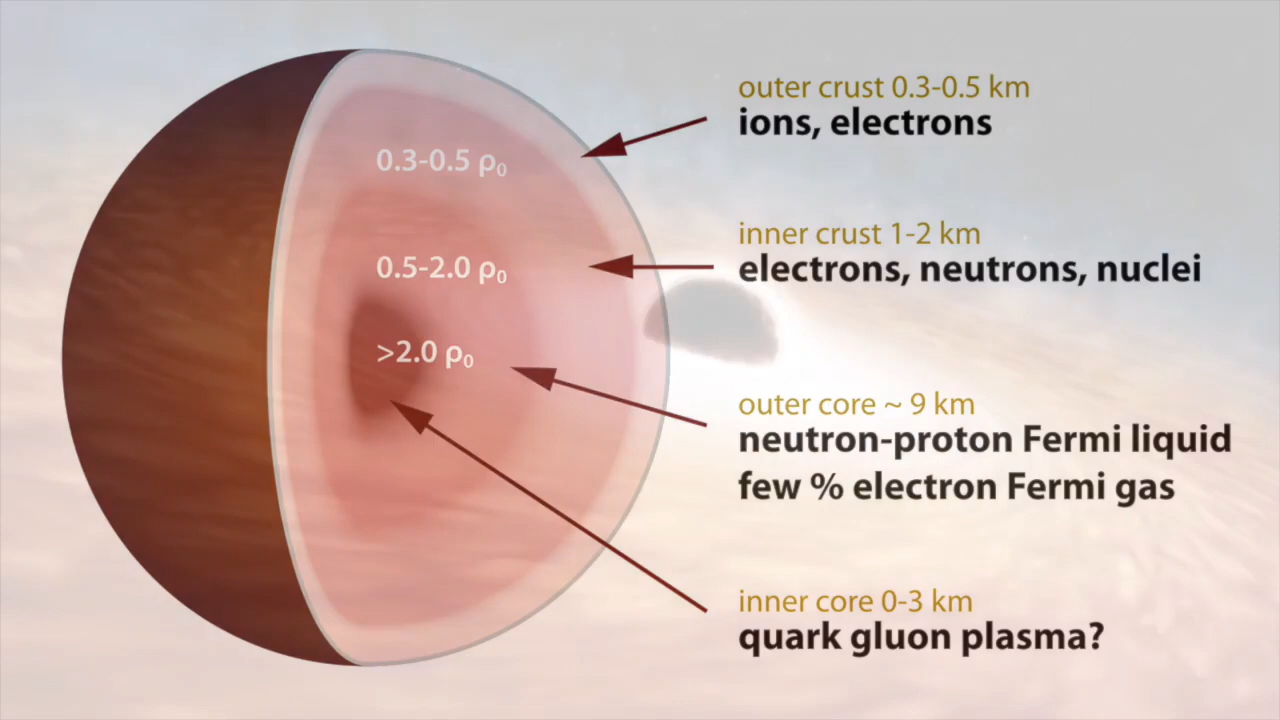 outer crust 0.3-0.5 km
ions, electrons
0.3-0.5 ρ₀
inner crust 1-2 km
electrons, neutrons, nuclei
0.5-2.0 ρ₀
>2.0 ρ₀
outer core ~ 9 km
neutron-proton Fermi liquid
few % electron Fermi gas
inner core 0-3 km
quark gluon plasma?